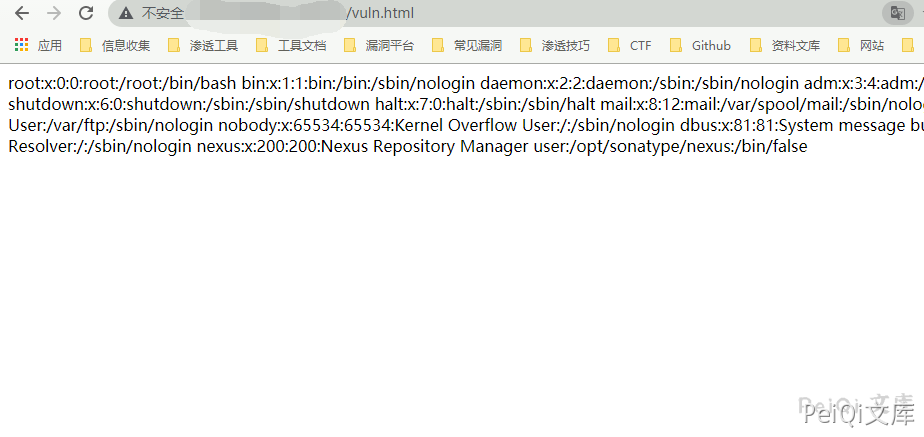 不安全 /vuln.html
应用 信息收集 渗透工具 工具文档 漏洞平台 常见漏洞 渗透技巧 CTF Github 资料文库 网站
root:x:0:0:root:/root:/bin/bash bin:x:1:1:bin:/bin:/sbin/nologin daemon:x:2:2:daemon:/sbin:/sbin/nologin adm:x:3:4:adm:/
shutdown:x:6:0:shutdown:/sbin:/sbin/shutdown halt:x:7:0:halt:/sbin:/sbin/halt mail:x:8:12:mail:/var/spool/mail:/sbin/nolo
User:/var/ftp:/sbin/nologin nobody:x:65534:65534:Kernel Overflow User:/:/sbin/nologin dbus:x:81:81:System message bu
Resolver:/:/sbin/nologin nexus:x:200:200:Nexus Repository Manager user:/opt/sonatype/nexus:/bin/false
PeiQi 文库
PeiQi文库